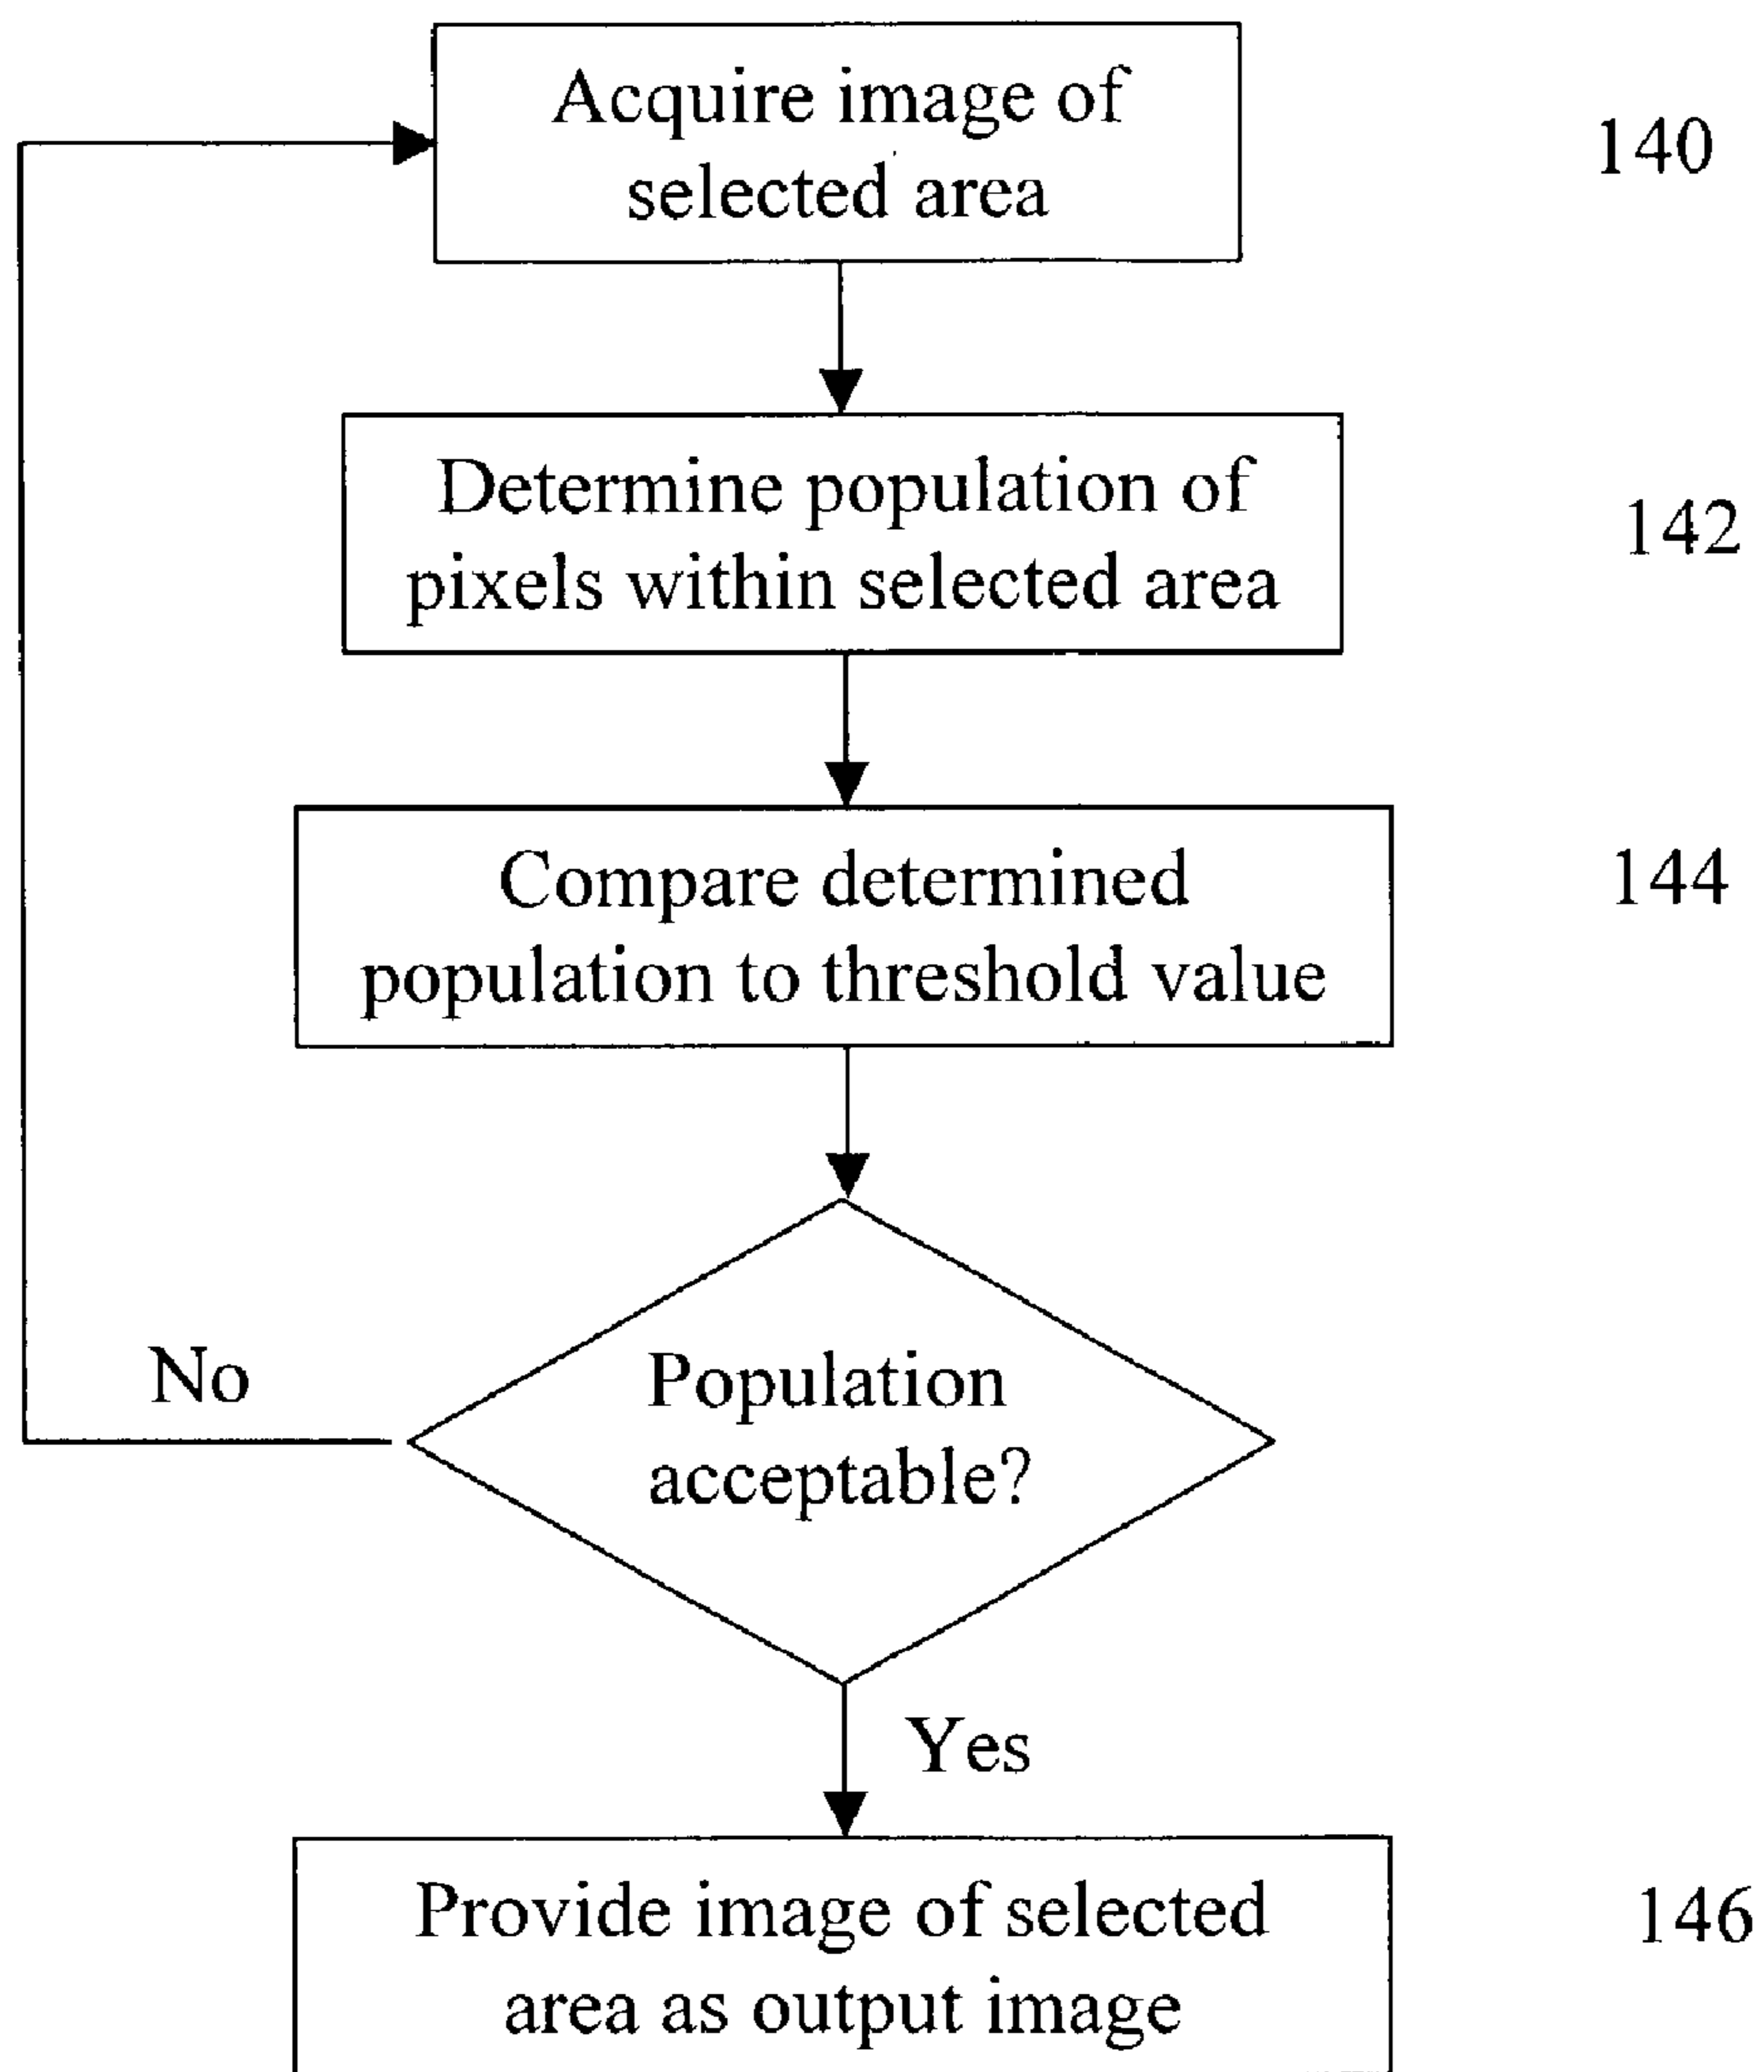 Acquire image of
selected area
140
Determine population of
pixels within selected area
142
Compare determined
population to threshold value
144
Population
acceptable?
No
Yes
Provide image of selected
area as output image
146